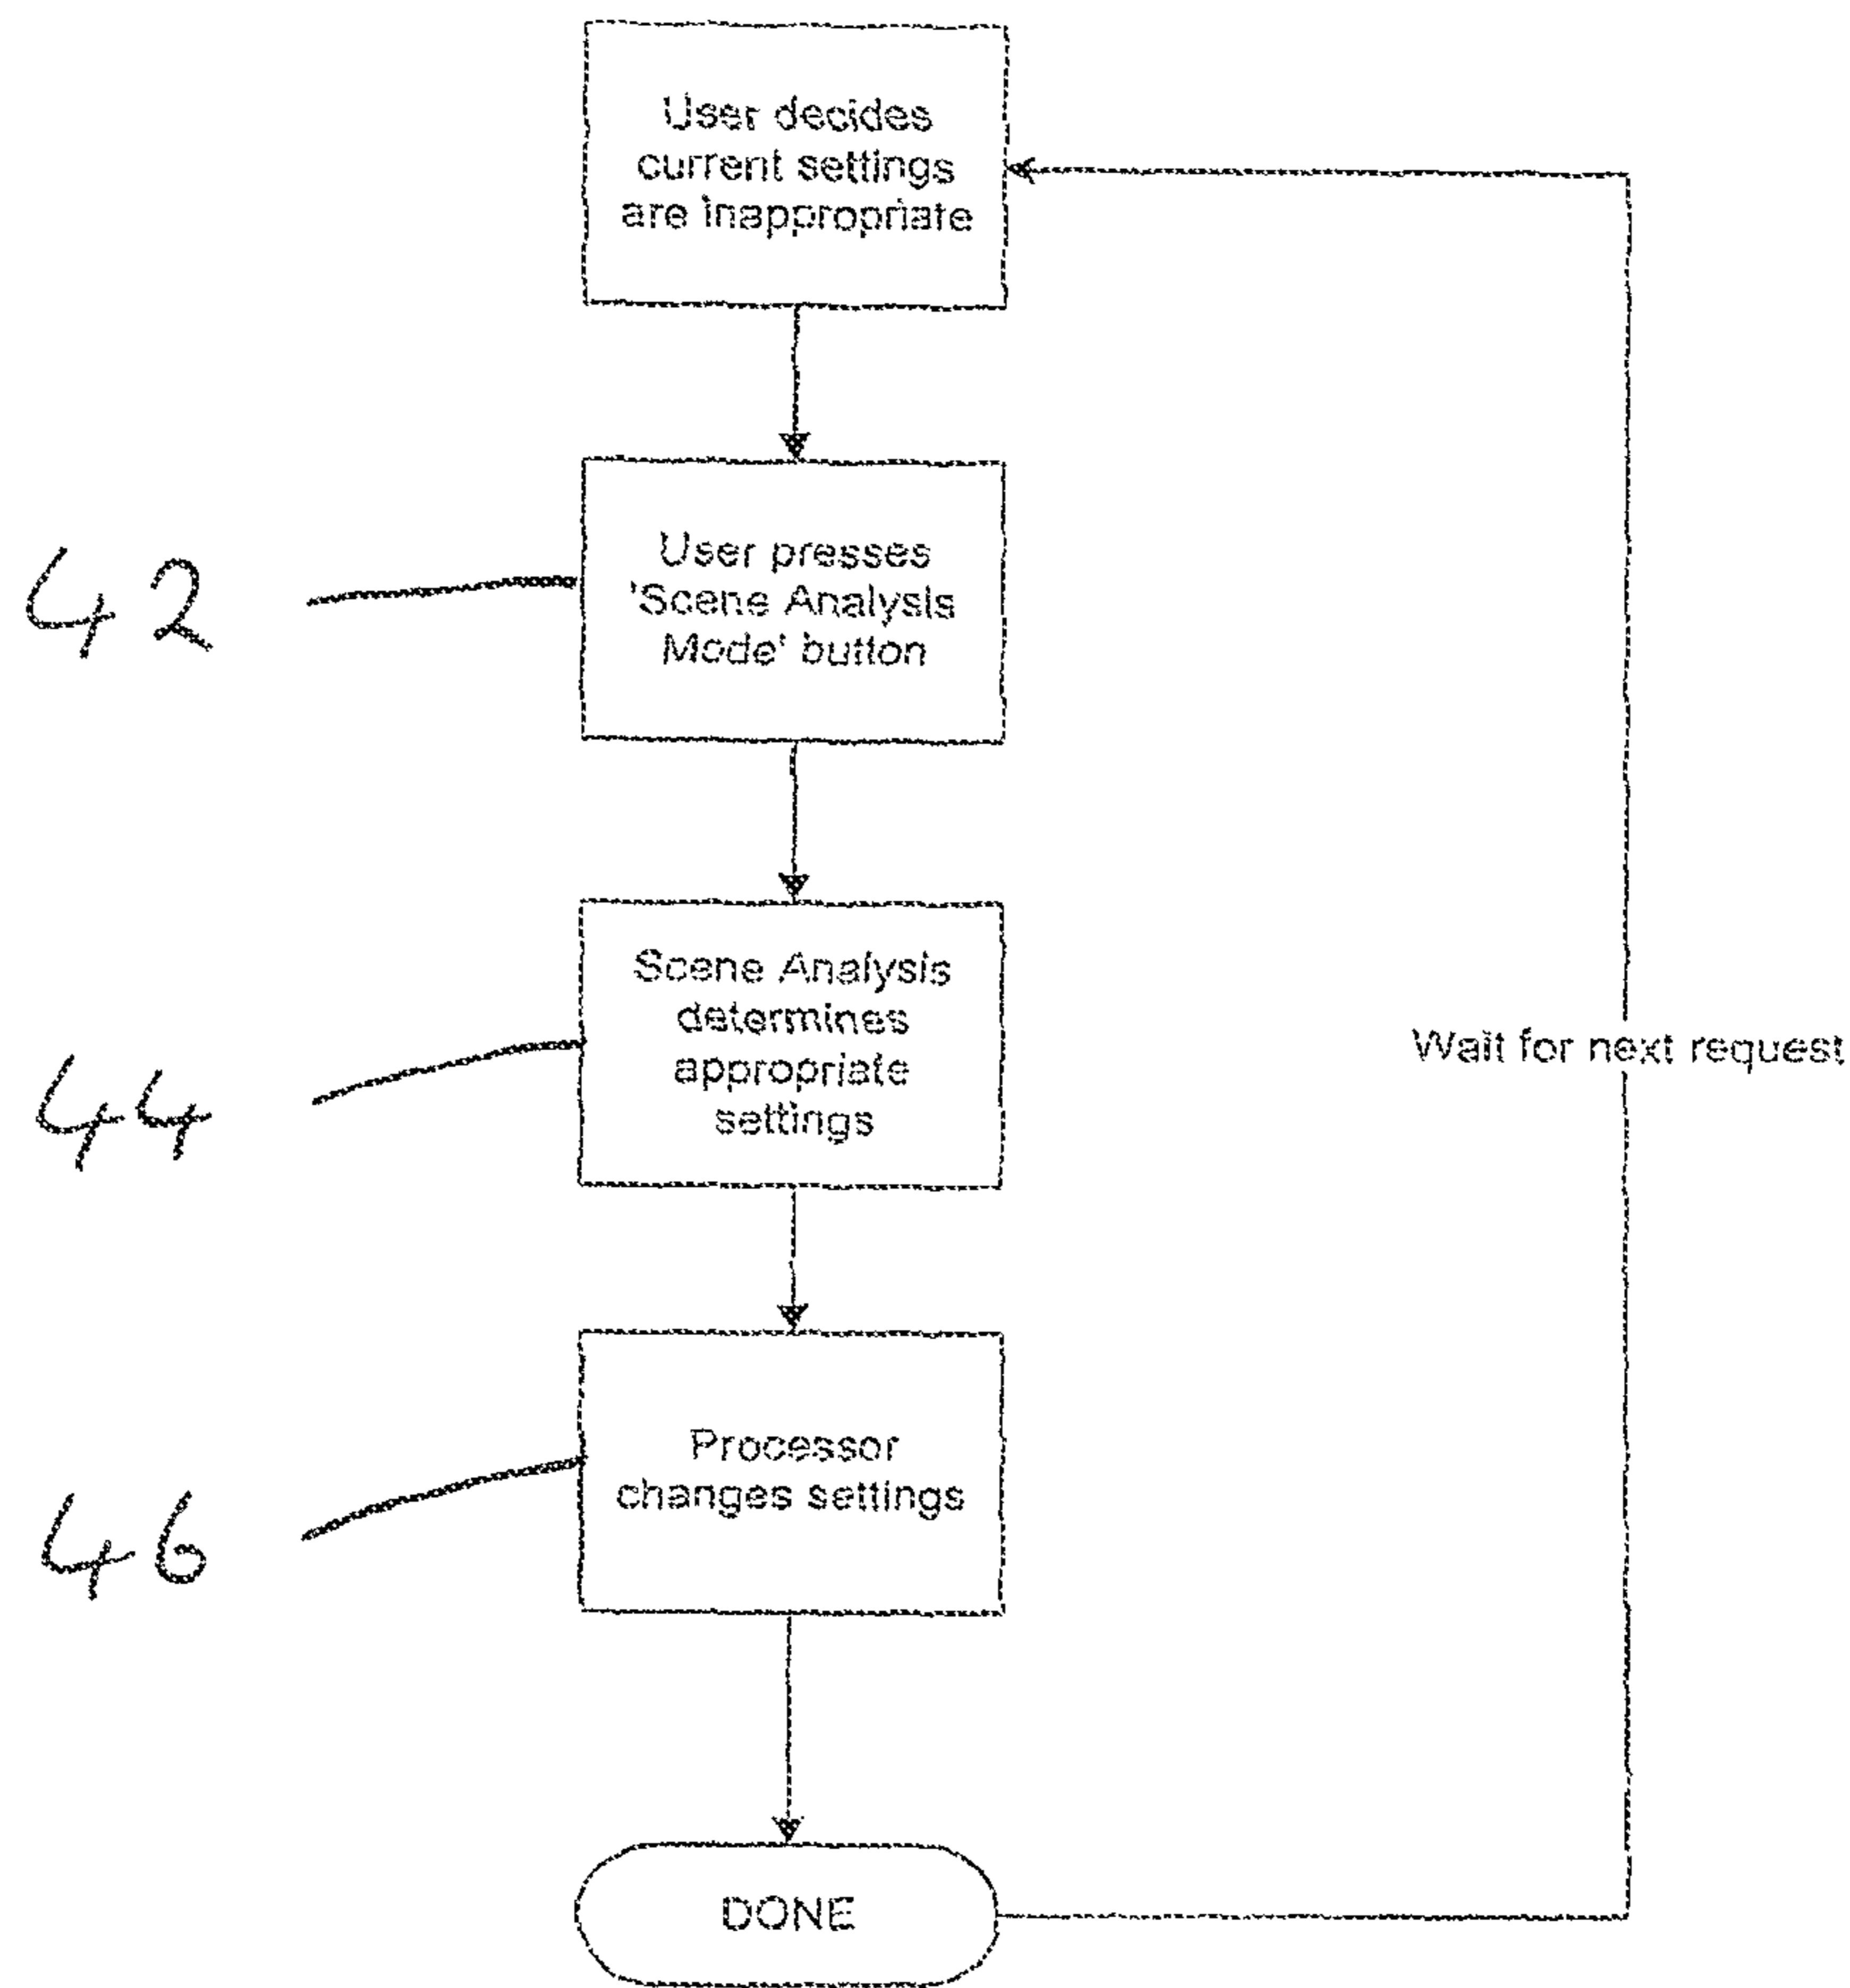 User decides
current settings
are inappropriate
42
User presses
'Scene Analysis
Mode' button
44
Scene Analysis
determines
appropriate
settings
Wait for next request
46
Processor
changes settings
DONE